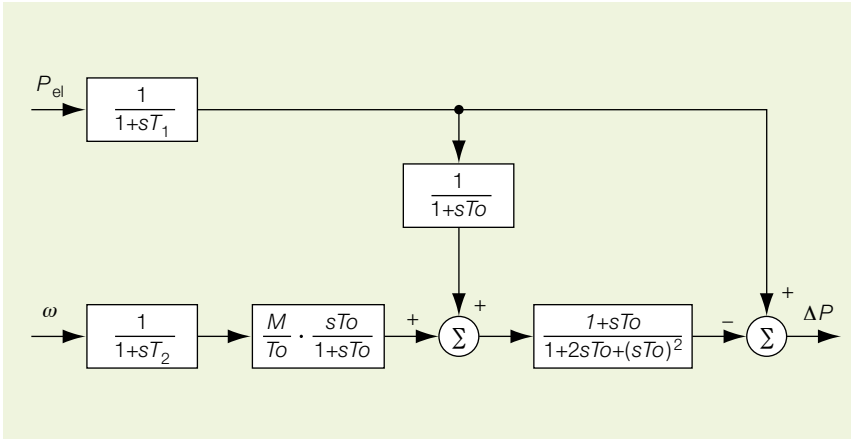 P_el
1
1+sT_1
1
1+sTo
ω
1
1+sT_2
M/To · sTo/1+sTo
+
+
Σ
1+sTo
1+2sTo+(sTo)^2
−
+
Σ
ΔP